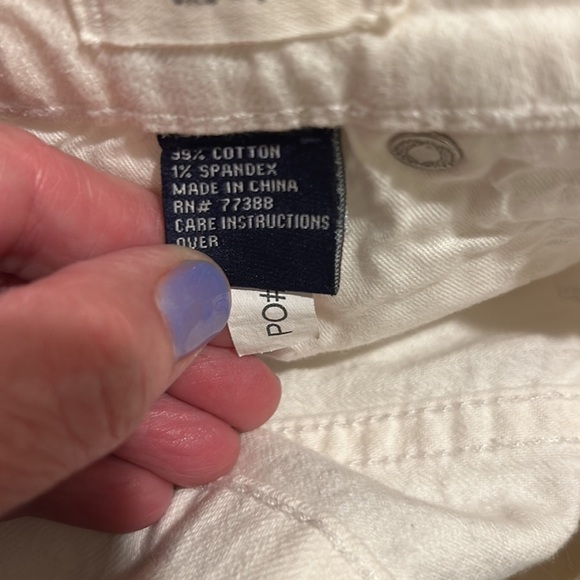 99% COTTON
1% SPANDEX
MADE IN CHINA
RN# 77388
CARE INSTRUCTIONS
OVER
PO#